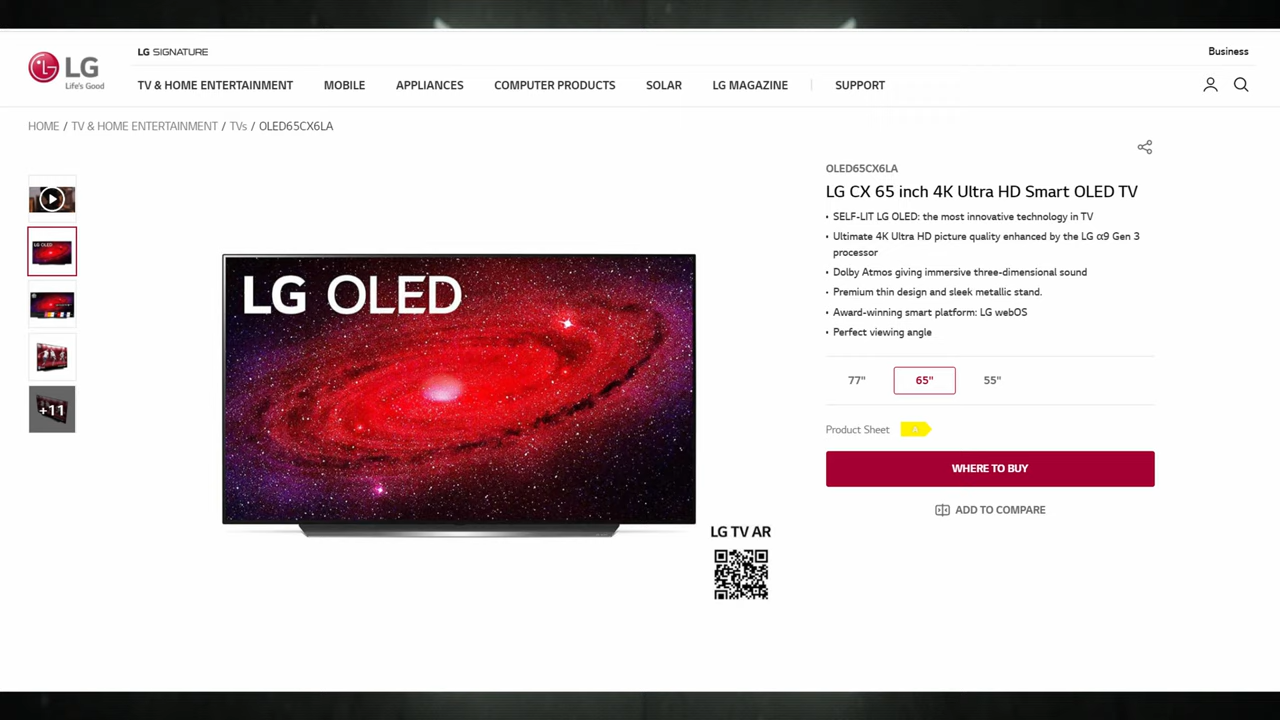 LG SIGNATURE
Business
LG
Life's Good
TV & HOME ENTERTAINMENT MOBILE APPLIANCES COMPUTER PRODUCTS SOLAR LG MAGAZINE SUPPORT
HOME / TV & HOME ENTERTAINMENT / TVs / OLED65CX6LA
OLED65CX6LA
LG CX 65 inch 4K Ultra HD Smart OLED TV
• SELF-LIT LG OLED: the most innovative technology in TV
• Ultimate 4K Ultra HD picture quality enhanced by the LG α9 Gen 3
processor
• Dolby Atmos giving immersive three-dimensional sound
• Premium thin design and sleek metallic stand.
• Award-winning smart platform: LG webOS
• Perfect viewing angle
77" 65" 55"
Product Sheet A
WHERE TO BUY
ADD TO COMPARE
LG OLED
LG OLED
+11
LG TV AR